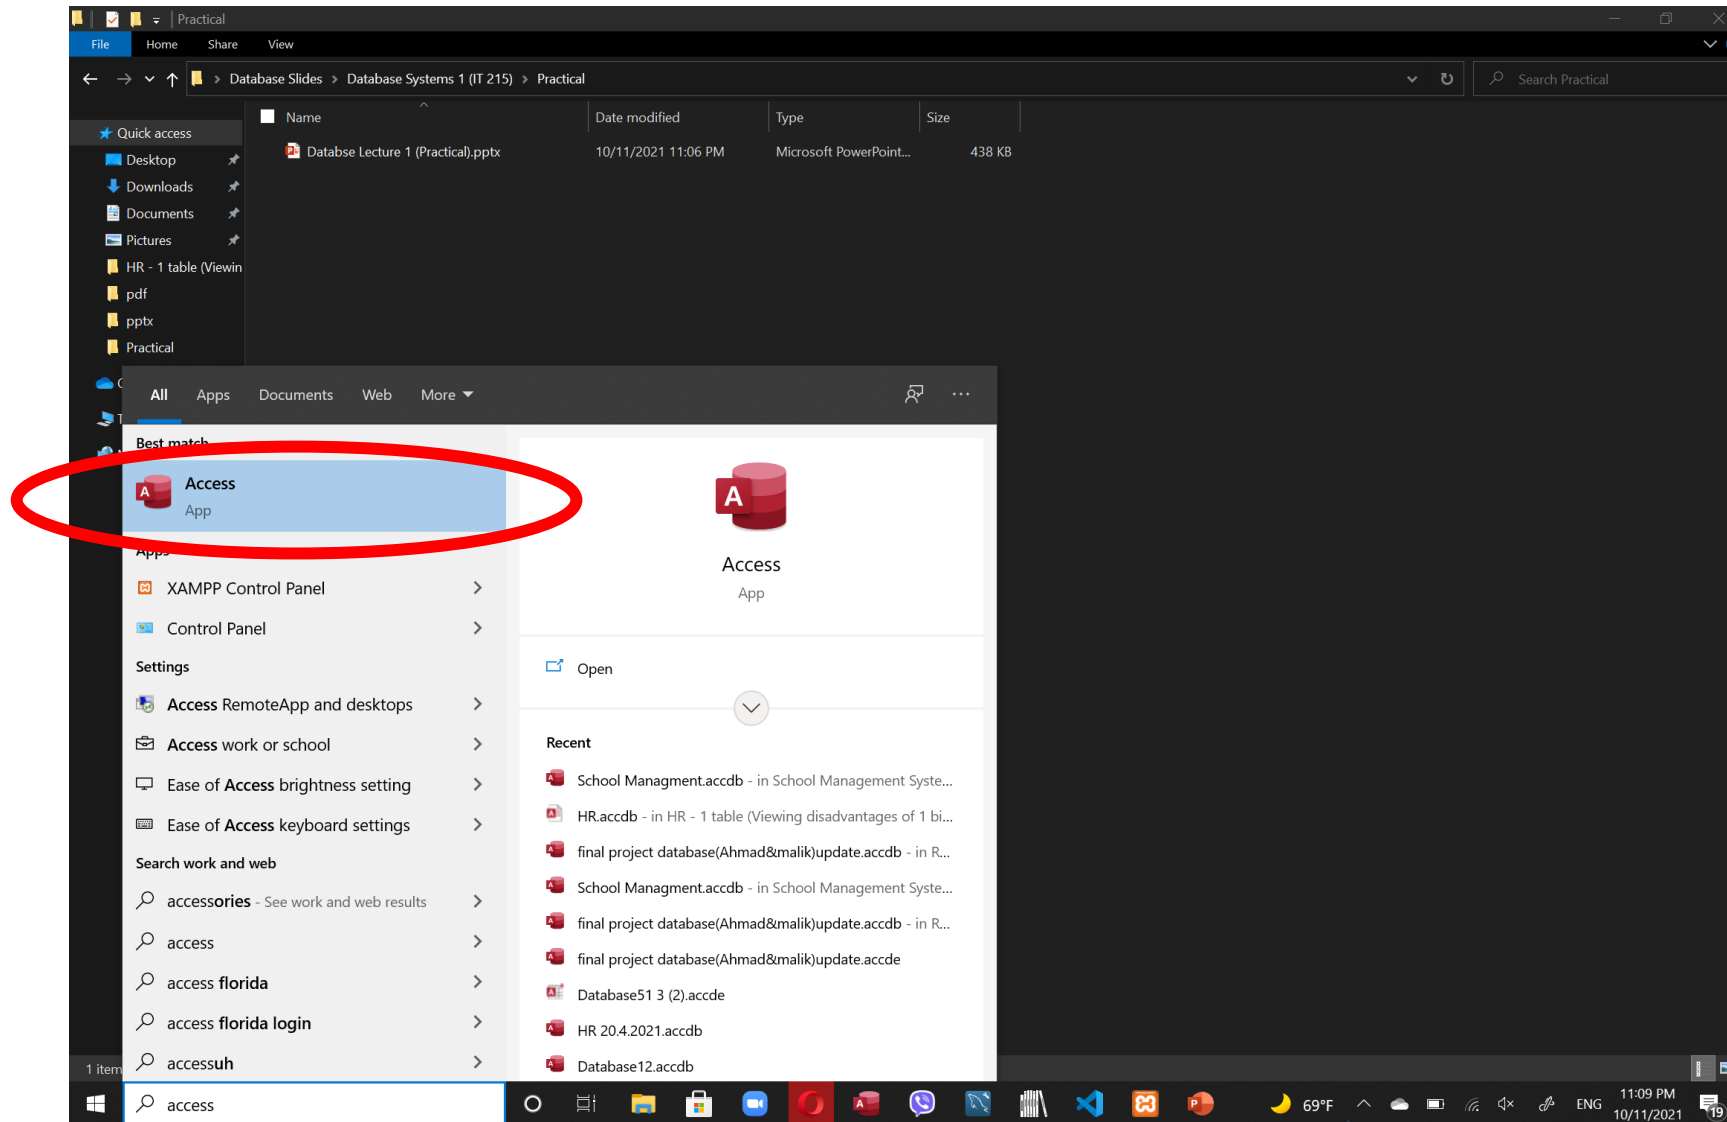 Practical
File Home Share View
> Database Slides > Database Systems 1 (IT 215) > Practical
Search Practical
Name Date modified Type Size
Databse Lecture 1 (Practical).pptx 10/11/2021 11:06 PM Microsoft PowerPoint... 438 KB
Quick access
Desktop
Downloads
Documents
Pictures
HR - 1 table (Viewin
pdf
pptx
Practical
1 item
All Apps Documents Web More
Best match
Access
App
Apps
XAMPP Control Panel
Control Panel
Settings
Access RemoteApp and desktops
Access work or school
Ease of Access brightness setting
Ease of Access keyboard settings
Search work and web
accessories - See work and web results
access
access florida
access florida login
accessuh
access
Access
App
Open
Recent
School Managment.accdb - in School Management Syste...
HR.accdb - in HR - 1 table (Viewing disadvantages of 1 bi...
final project database(Ahmad&malik)update.accdb - in R...
School Managment.accdb - in School Management Syste...
final project database(Ahmad&malik)update.accdb - in R...
final project database(Ahmad&malik)update.accde
Database51 3 (2).accde
HR 20.4.2021.accdb
Database12.accdb
69°F
ENG
11:09 PM
10/11/2021
19